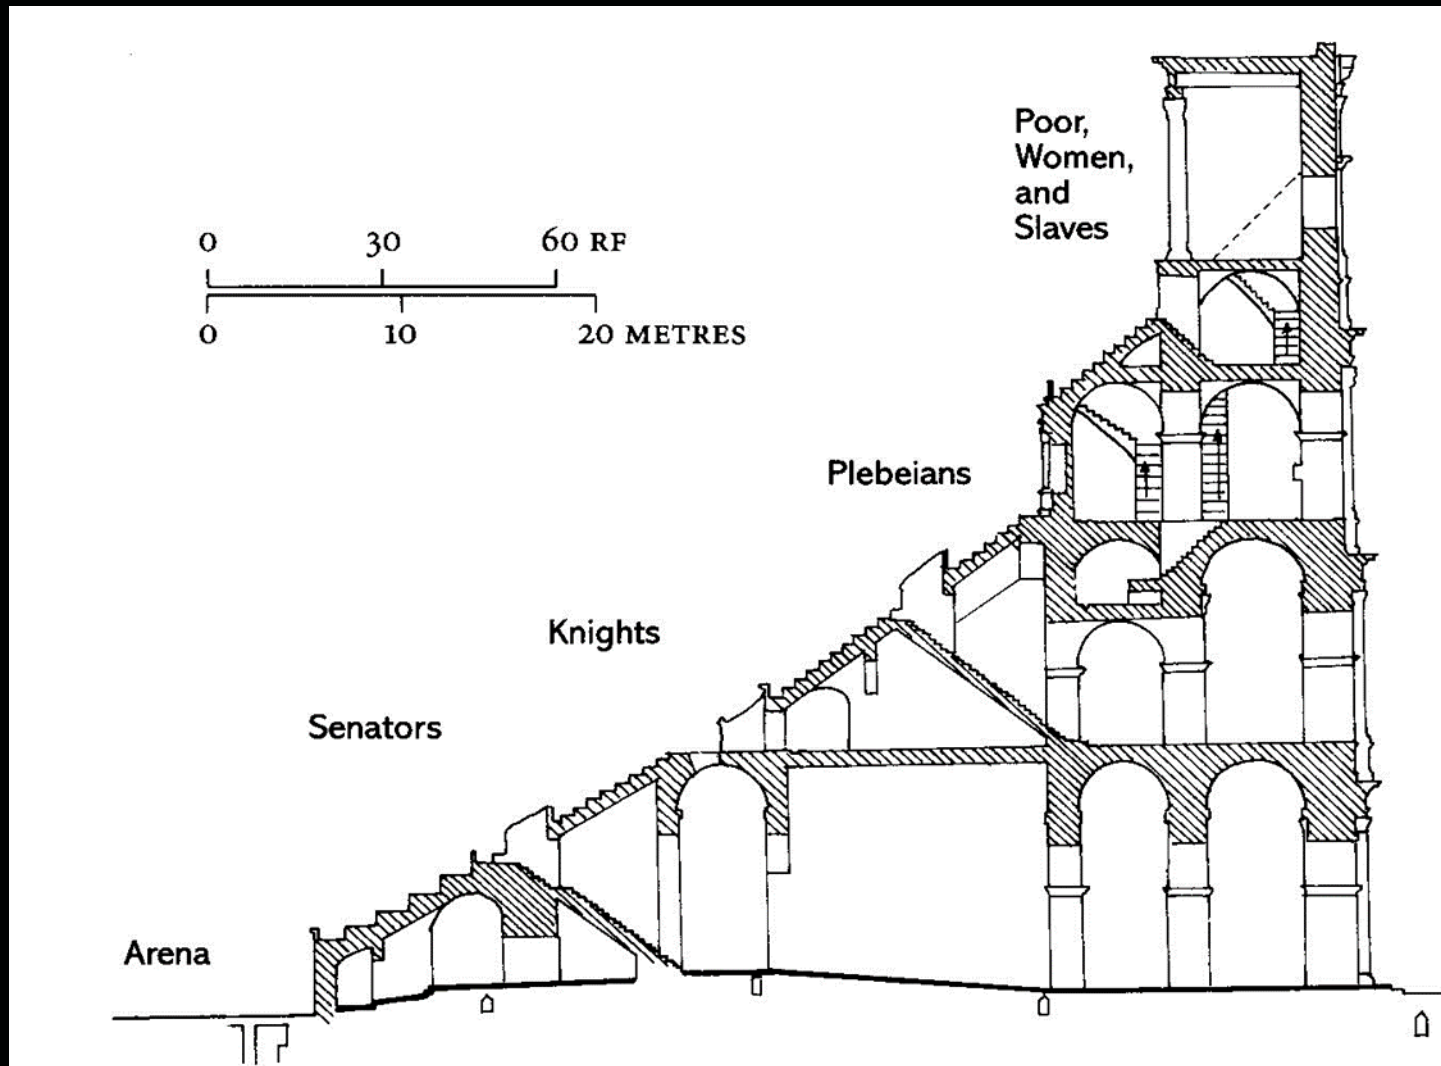 Poor,
Women,
and
Slaves
0 30 60 RF
0 10 20 METRES
Plebeians
Knights
Senators
Arena